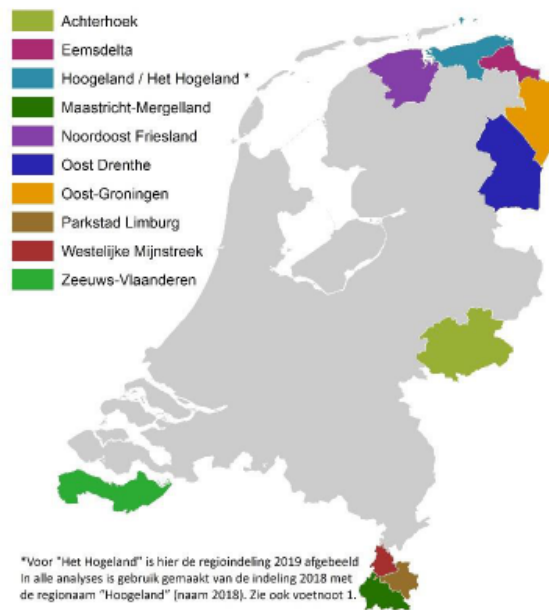 Achterhoek
Eemsdelta
Hoogeland / Het Hogeland *
Maastricht-Mergelland
Noordoost Friesland
Oost Drenthe
Oost-Groningen
Parkstad Limburg
Westelijke Mijnstreek
Zeeuws-Vlaanderen
*Voor "Het Hogeland" is hier de regioindeling 2019 afgebeeld
In alle analyses is gebruik gemaakt van de indeling 2018 met
de regionaam "Hoogeland" (naam 2018). Zie ook voetnoot 1.